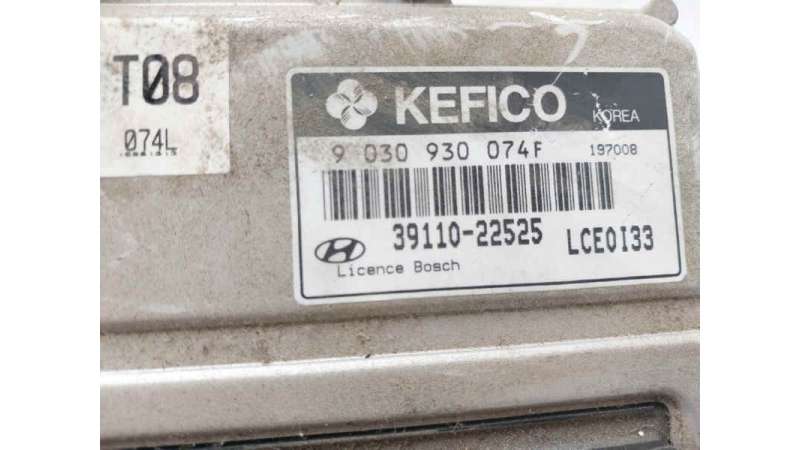 T08
074L
KEFICO KOREA
9 030 930 074F 197008
39110-22525 LCE0I33
Licence Bosch